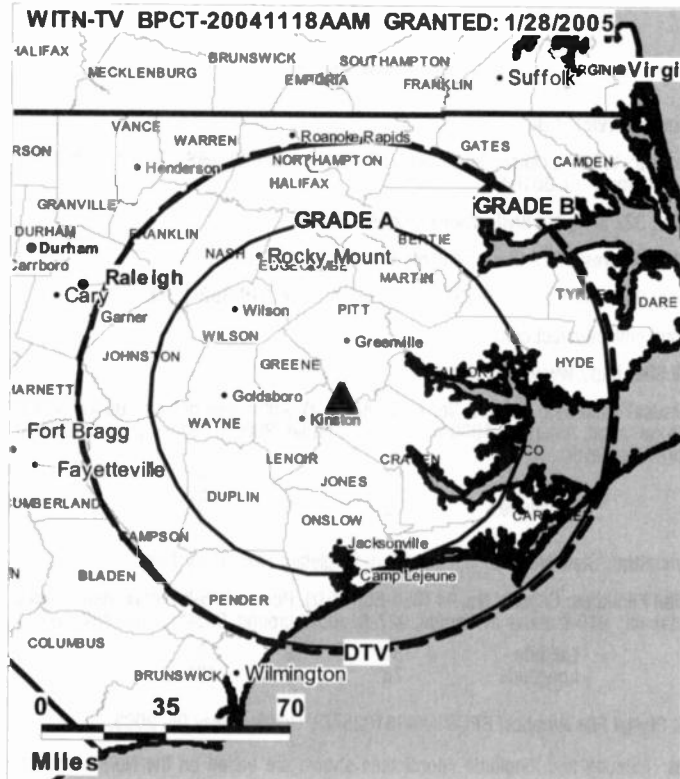 WITN-TV BPCT-20041118AAM GRANTED: 1/28/2005
HALIFAX
BRUNSWICK
SOUTHAMPTON
MECKLENBURG
FRANKLIN
Suffolk
Virgi
VANCE
WARREN
Roanoke Rapids
GATES
RSON
Henderson
NORTHAMPTON
CAMDEN
HALIFAX
GRANVILLE
GRADE A
GRADE B
DURHAM
FRANKLIN
BERTIE
Durham
NASH
Rocky Mount
Carrboro
EDGECOMBE
MARTIN
Raleigh
Cary
DARE
Garner
Wilson
PITT
WILSON
Greenville
JOHNSTON
GREENE
HYDE
HARNETT
Goldsboro
WAYNE
Kinston
Fort Bragg
LENOIR
CRAVEN
CO
Fayetteville
JONES
DUPLIN
CUMBERLAND
ONSLOW
Jacksonville
BLADEN
Camp Lejeune
PENDER
COLUMBUS
DTV
BRUNSWICK
Wilmington
0 35 70
Miles